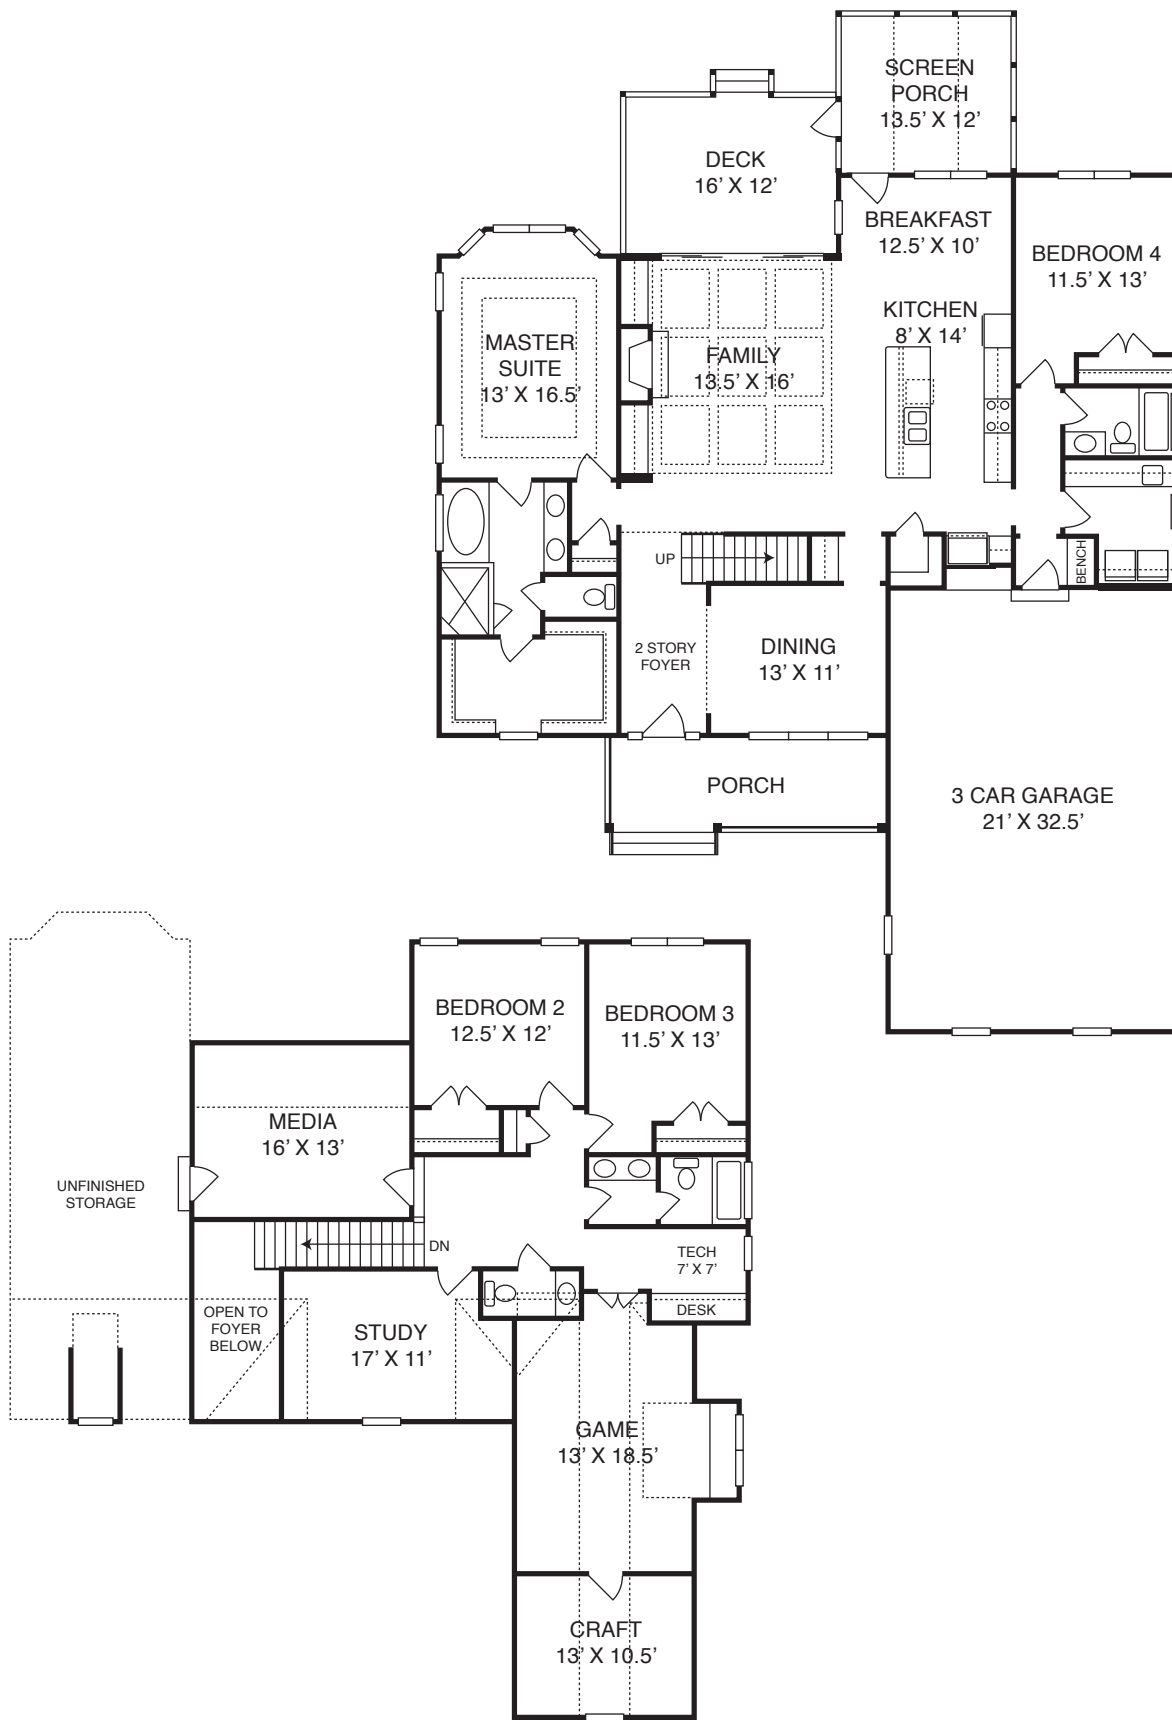 SCREEN
PORCH
13.5’ X 12’
DECK
16’ X 12’
BREAKFAST
12.5’ X 10’
BEDROOM 4
11.5’ X 13’
KITCHEN
8’ X 14’
MASTER
SUITE
13’ X 16.5’
FAMILY
13.5’ X 16’
UP
BENCH
2 STORY
FOYER
DINING
13’ X 11’
PORCH
3 CAR GARAGE
21’ X 32.5’
BEDROOM 2
12.5’ X 12’
BEDROOM 3
11.5’ X 13’
MEDIA
16’ X 13’
UNFINISHED
STORAGE
DN
TECH
7’ X 7’
DESK
OPEN TO
FOYER
BELOW
STUDY
17’ X 11’
GAME
13’ X 18.5’
CRAFT
13’ X 10.5’